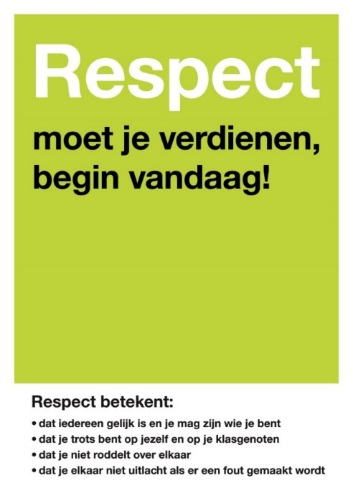 Respect
moet je verdienen,
begin vandaag!
Respect betekent:
• dat iedereen gelijk is en je mag zijn wie je bent
• dat je trots bent op jezelf en op je klasgenoten
• dat je niet roddelt over elkaar
• dat je elkaar niet uitlacht als er een fout gemaakt wordt